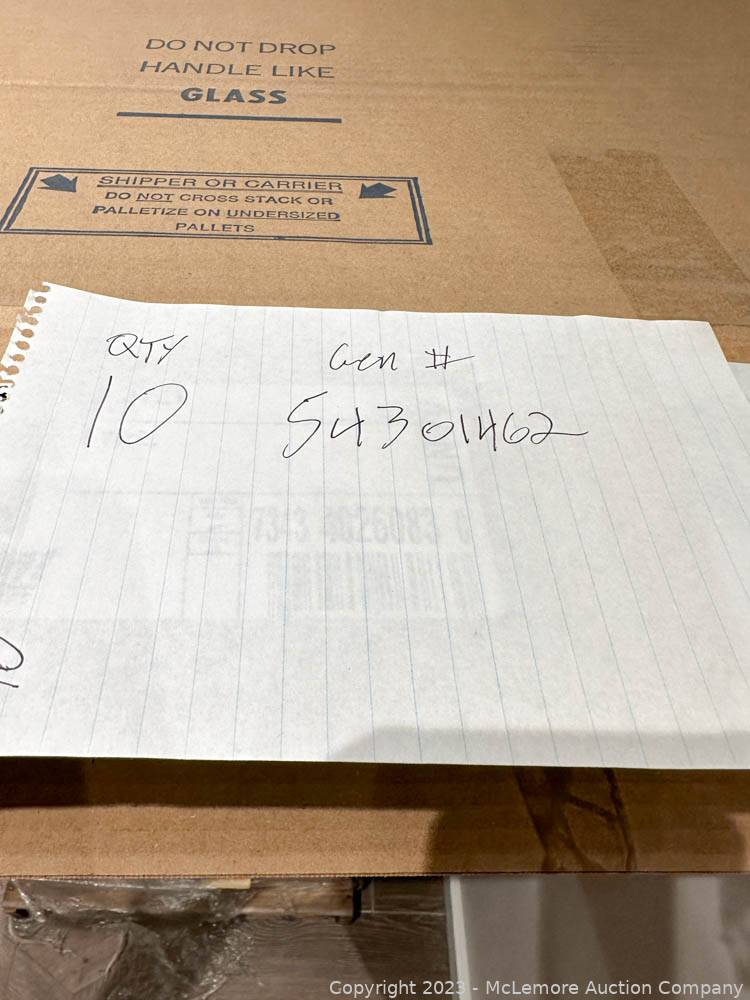 DO NOT DROP
HANDLE LIKE
GLASS
SHIPPER OR CARRIER
DO NOT CROSS STACK OR
PALLETIZE ON UNDERSIZED
PALLETS
QTY Gen #
10 54301462
Copyright 2023 - McLemore Auction Company